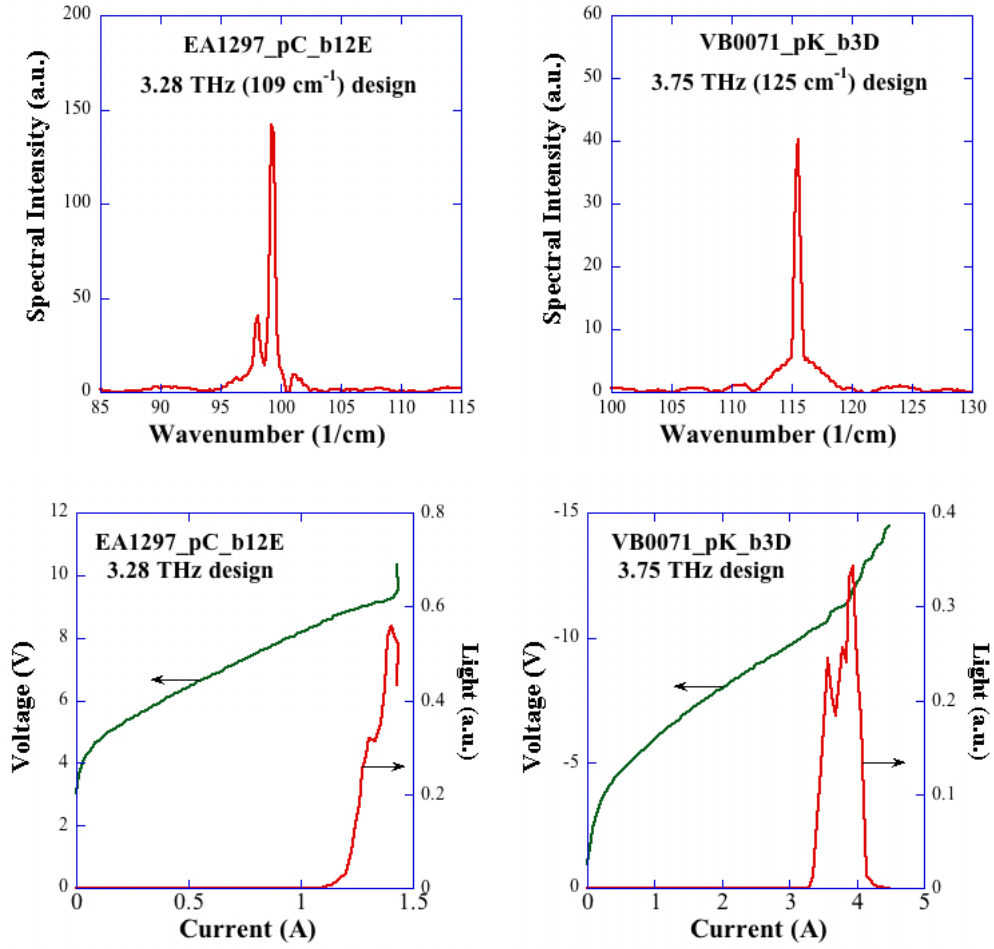 200
150
100
50
0
Spectral Intensity (a.u.)
EA1297_pC_b12E
3.28 THz (109 cm⁻¹) design
85 90 95 100 105 110 115
Wavenumber (1/cm)
60
50
40
30
20
10
0
Spectral Intensity (a.u.)
VB0071_pK_b3D
3.75 THz (125 cm⁻¹) design
100 105 110 115 120 125 130
Wavenumber (1/cm)
12
10
8
6
4
2
0
Voltage (V)
EA1297_pC_b12E
3.28 THz design
0.8
0.6
0.4
0.2
0
Light (a.u.)
0 0.5 1 1.5
Current (A)
-15
-10
-5
0
Voltage (V)
VB0071_pK_b3D
3.75 THz design
0.4
0.3
0.2
0.1
0
Light (a.u.)
0 1 2 3 4 5
Current (A)